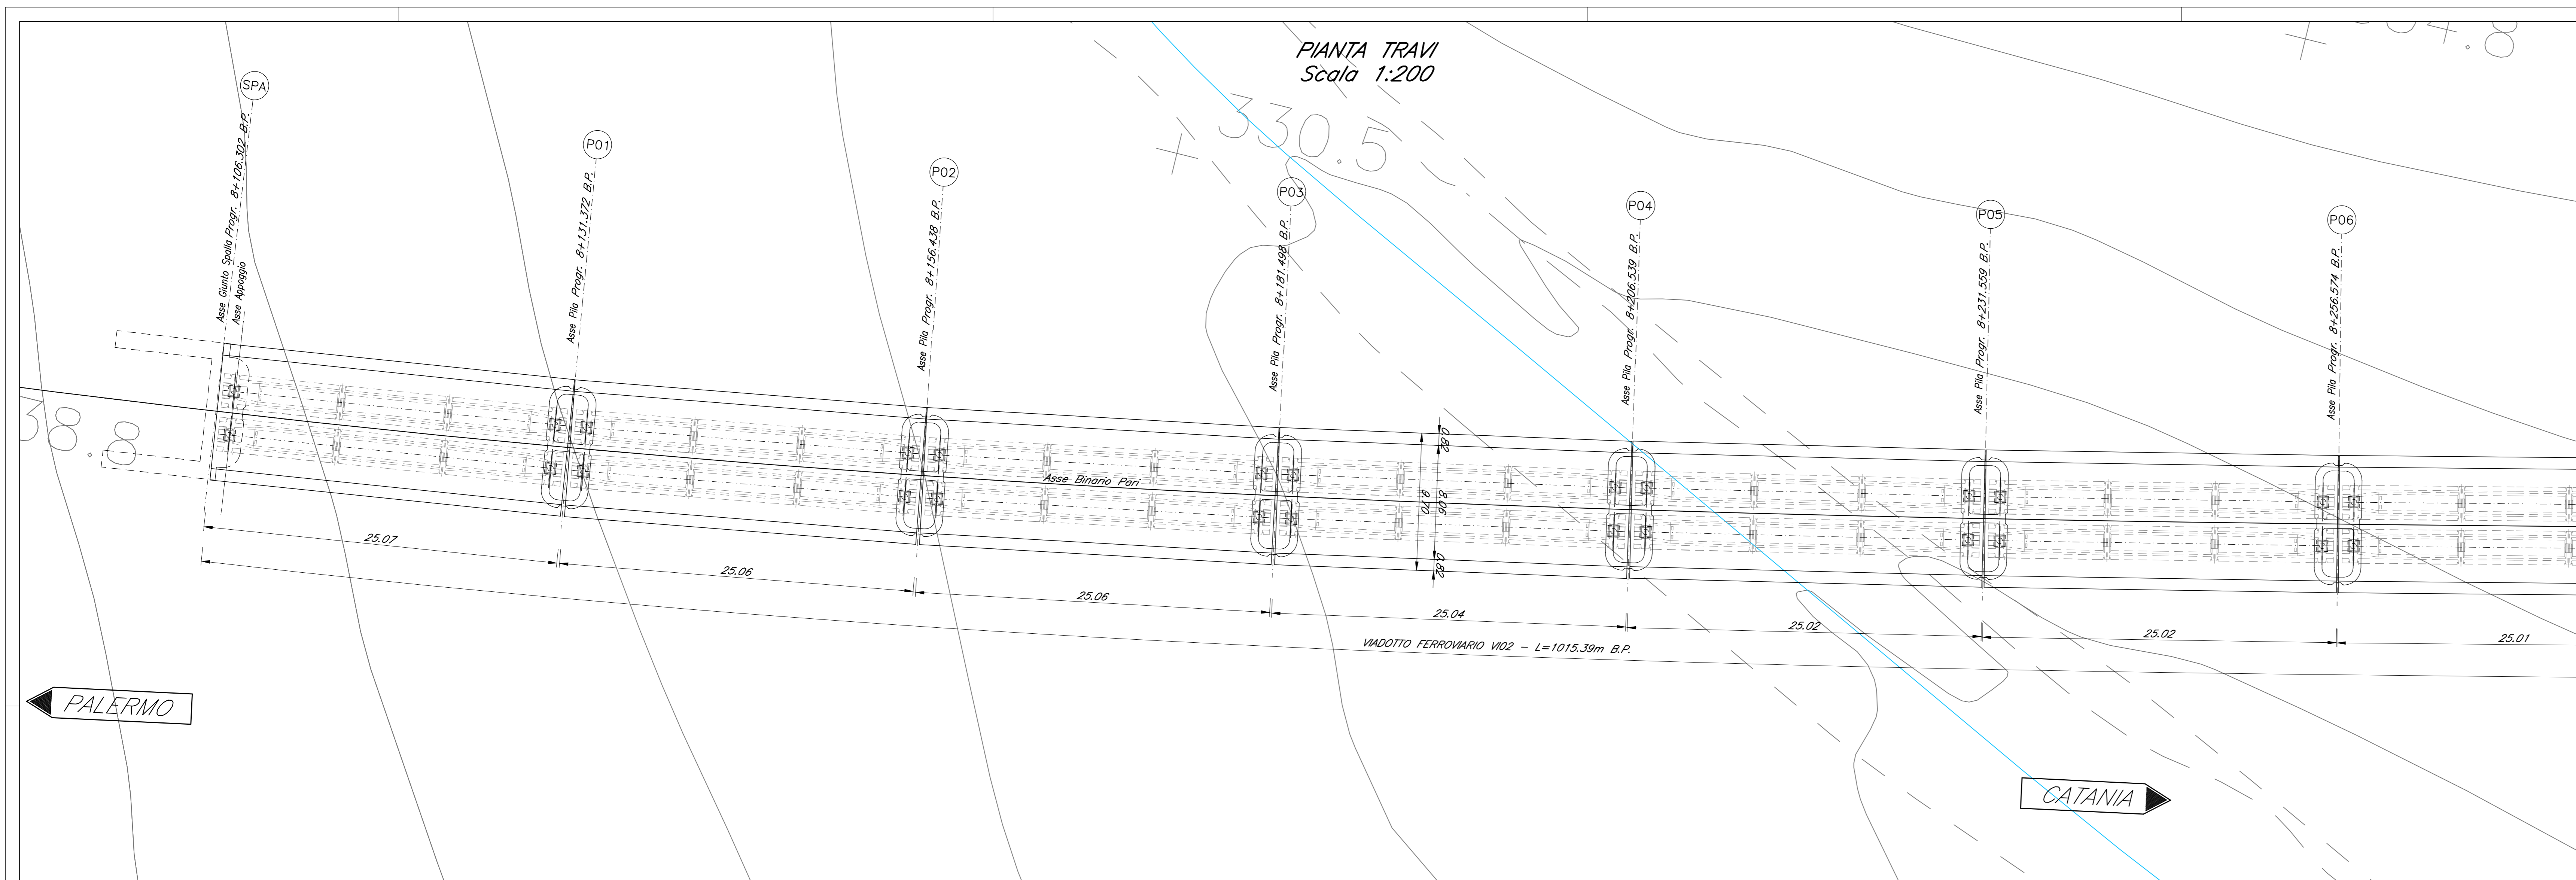 PIANTA TRAVI
Scala 1:200
330.5
SPA
P01
P02
P03
P04
P05
P06
Asse Giunto Spalla Progr. 8+106.302 B.P.
Asse Appoggio
Asse Pila Progr. 8+131.372 B.P.
Asse Pila Progr. 8+156.438 B.P.
Asse Pila Progr. 8+181.498 B.P.
Asse Pila Progr. 8+206.539 B.P.
Asse Pila Progr. 8+231.559 B.P.
Asse Pila Progr. 8+256.574 B.P.
Asse Binario Pari
0.82
9.70
8.06
0.82
25.07
25.06
25.06
25.04
25.02
25.02
25.01
VIADOTTO FERROVIARIO VI02 - L=1015.39m B.P.
PALERMO
CATANIA